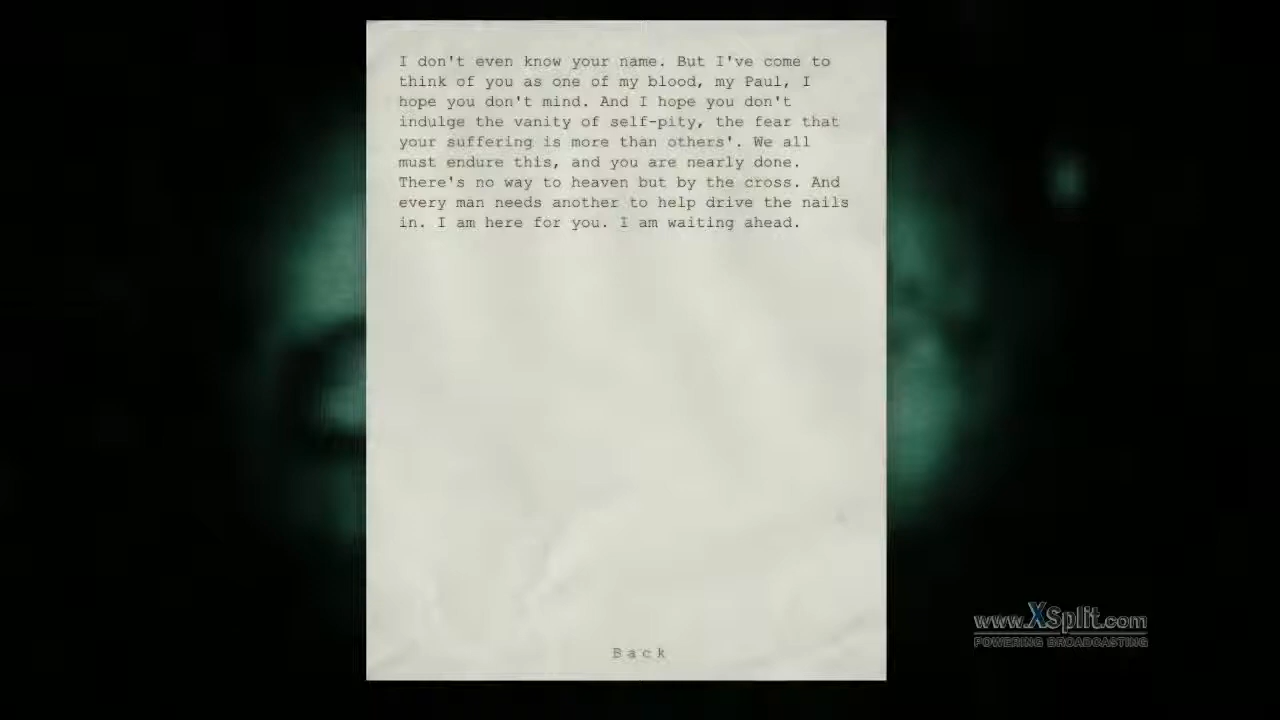 I don't even know your name. But I've come to
think of you as one of my blood, my Paul, I
hope you don't mind. And I hope you don't
indulge the vanity of self-pity, the fear that
your suffering is more than others'. We all
must endure this, and you are nearly done.
There's no way to heaven but by the cross. And
every man needs another to help drive the nails
in. I am here for you. I am waiting ahead.
Back
www.XSplit.com
POWERING BROADCASTING